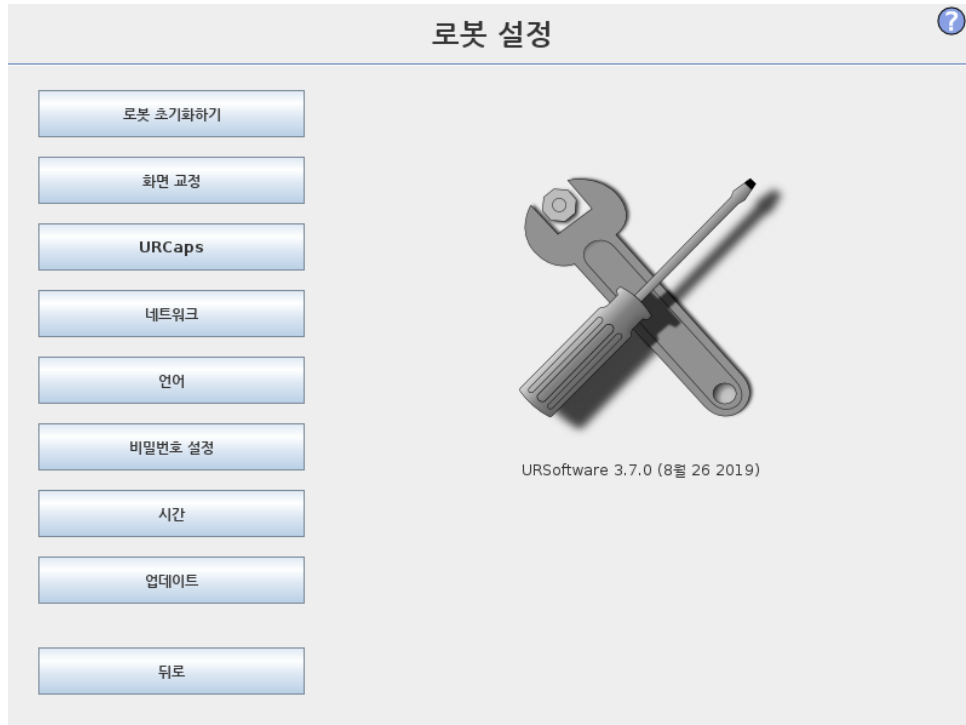 로봇 설정
?
로봇 초기화하기
화면 교정
URCaps
네트워크
언어
비밀번호 설정
시간
업데이트
뒤로
URSoftware 3.7.0 (8월 26 2019)